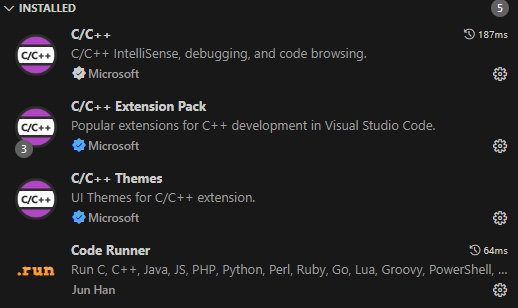 INSTALLED 5
C/C++ 187ms
C/C++
C/C++ IntelliSense, debugging, and code browsing.
Microsoft
C/C++ Extension Pack
C/C++
Popular extensions for C++ development in Visual Studio Code.
3 Microsoft
C/C++ Themes
C/C++
UI Themes for C/C++ extension.
Microsoft
Code Runner 64ms
.run
Run C, C++, Java, JS, PHP, Python, Perl, Ruby, Go, Lua, Groovy, PowerShell, ...
Jun Han